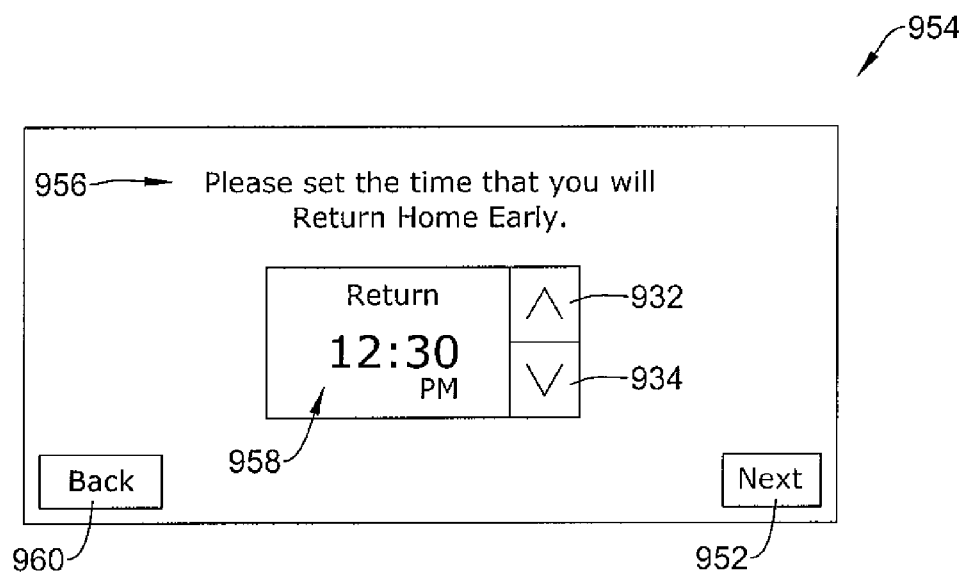 954
956
Please set the time that you will
Return Home Early.
Return
12:30
PM
932
934
958
Back
Next
960
952